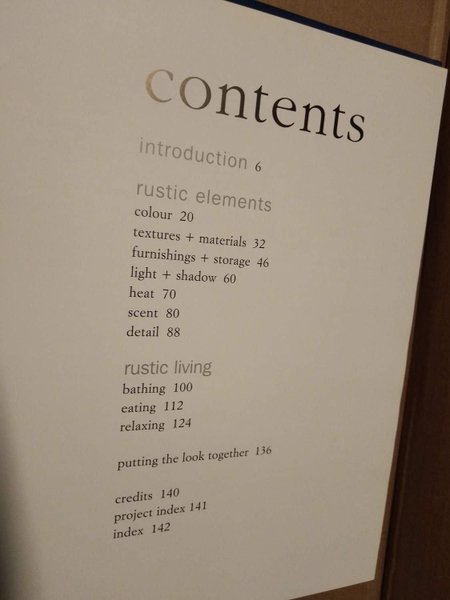 contents
introduction 6
rustic elements
colour 20
textures + materials 32
furnishings + storage 46
light + shadow 60
heat 70
scent 80
detail 88
rustic living
bathing 100
eating 112
relaxing 124
putting the look together 136
credits 140
project index 141
index 142